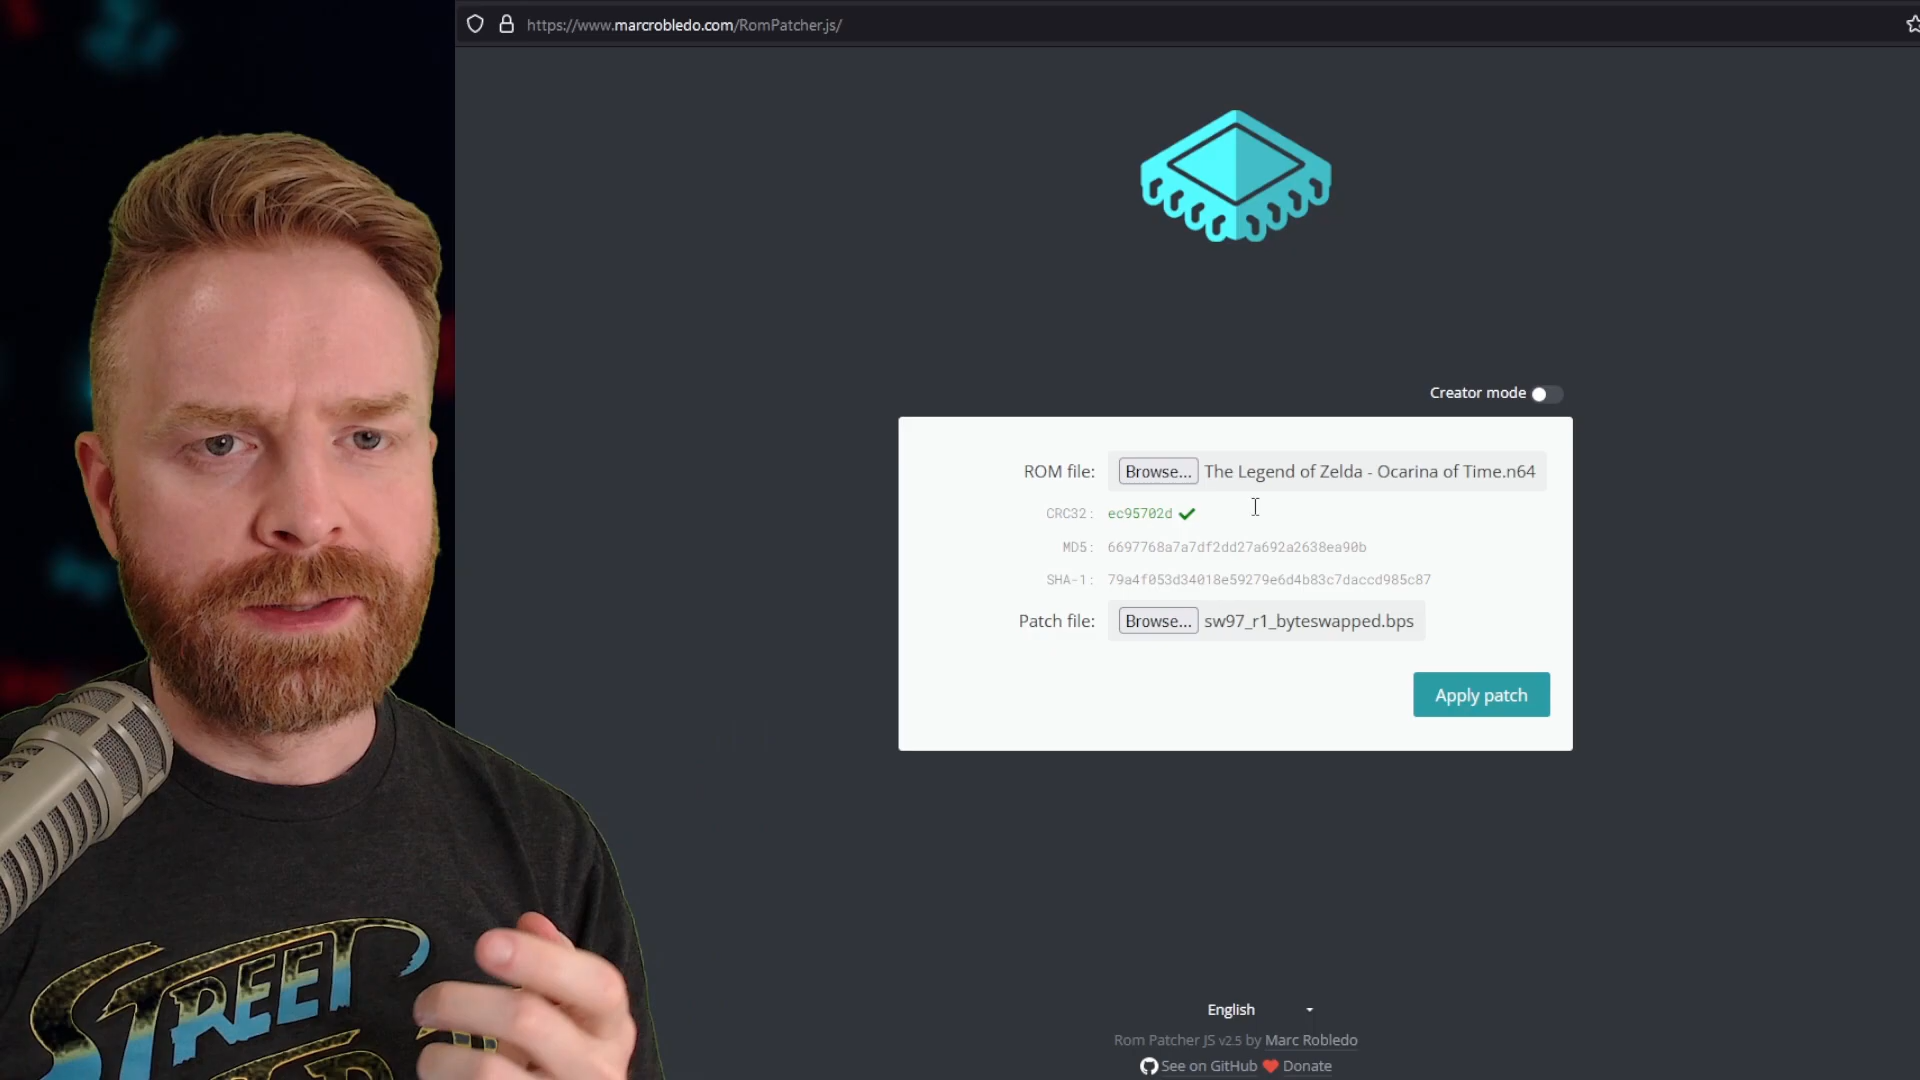 https://www.marcrobledo.com/RomPatcher.js/
Creator mode
ROM file: Browse... The Legend of Zelda - Ocarina of Time.n64
CRC32: ec95702d
MD5: 6697768a7a7df2dd27a692a2638ea90b
SHA-1: 79a4f053d34018e59279e6d4b83c7daccd985c87
Patch file: Browse... sw97_r1_byteswapped.bps
Apply patch
STREET
English
Rom Patcher JS v2.5 by Marc Robledo
See on GitHub Donate